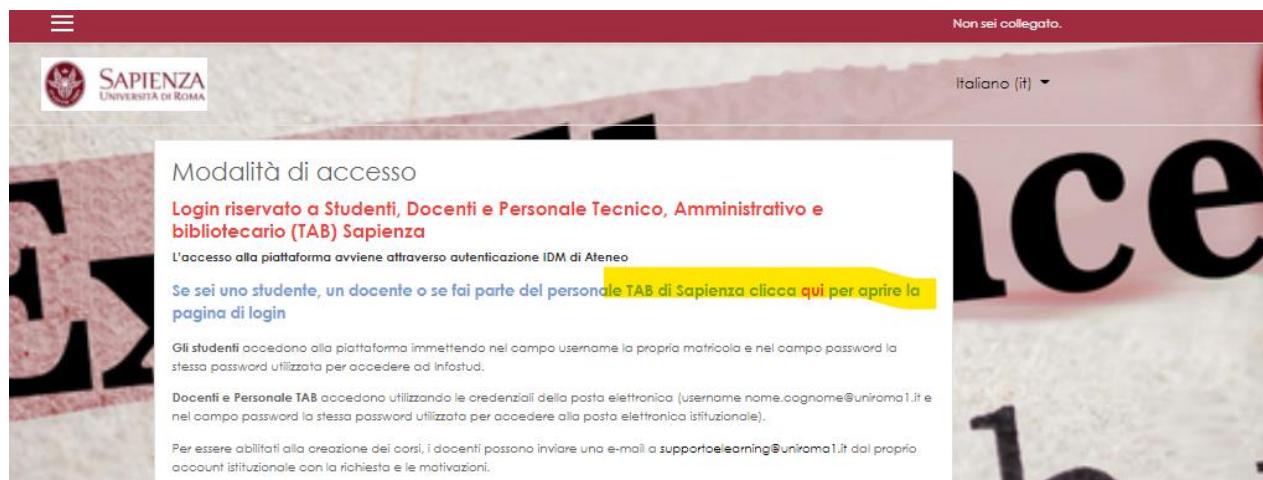 Non sei collegato.
SAPIENZA
UNIVERSITÀ DI ROMA
Italiano (it)
Modalità di accesso
Login riservato a Studenti, Docenti e Personale Tecnico, Amministrativo e
bibliotecario (TAB) Sapienza
L'accesso alla piattaforma avviene attraverso autenticazione IDM di Ateneo
Se sei uno studente, un docente o se fai parte del personale TAB di Sapienza clicca qui per aprire la
pagina di login
Gli studenti accedono alla piattaforma immettendo nel campo username la propria matricola e nel campo password la
stessa password utilizzata per accedere ad Infostud.
Docenti e Personale TAB accedono utilizzando le credenziali della posta elettronica (username nome.cognome@uniroma1.it e
nel campo password la stessa password utilizzata per accedere alla posta elettronica istituzionale).
Per essere abilitati alla creazione dei corsi, i docenti possono inviare una e-mail a supportoelearning@uniroma1.it dal proprio
account istituzionale con la richiesta e le motivazioni.